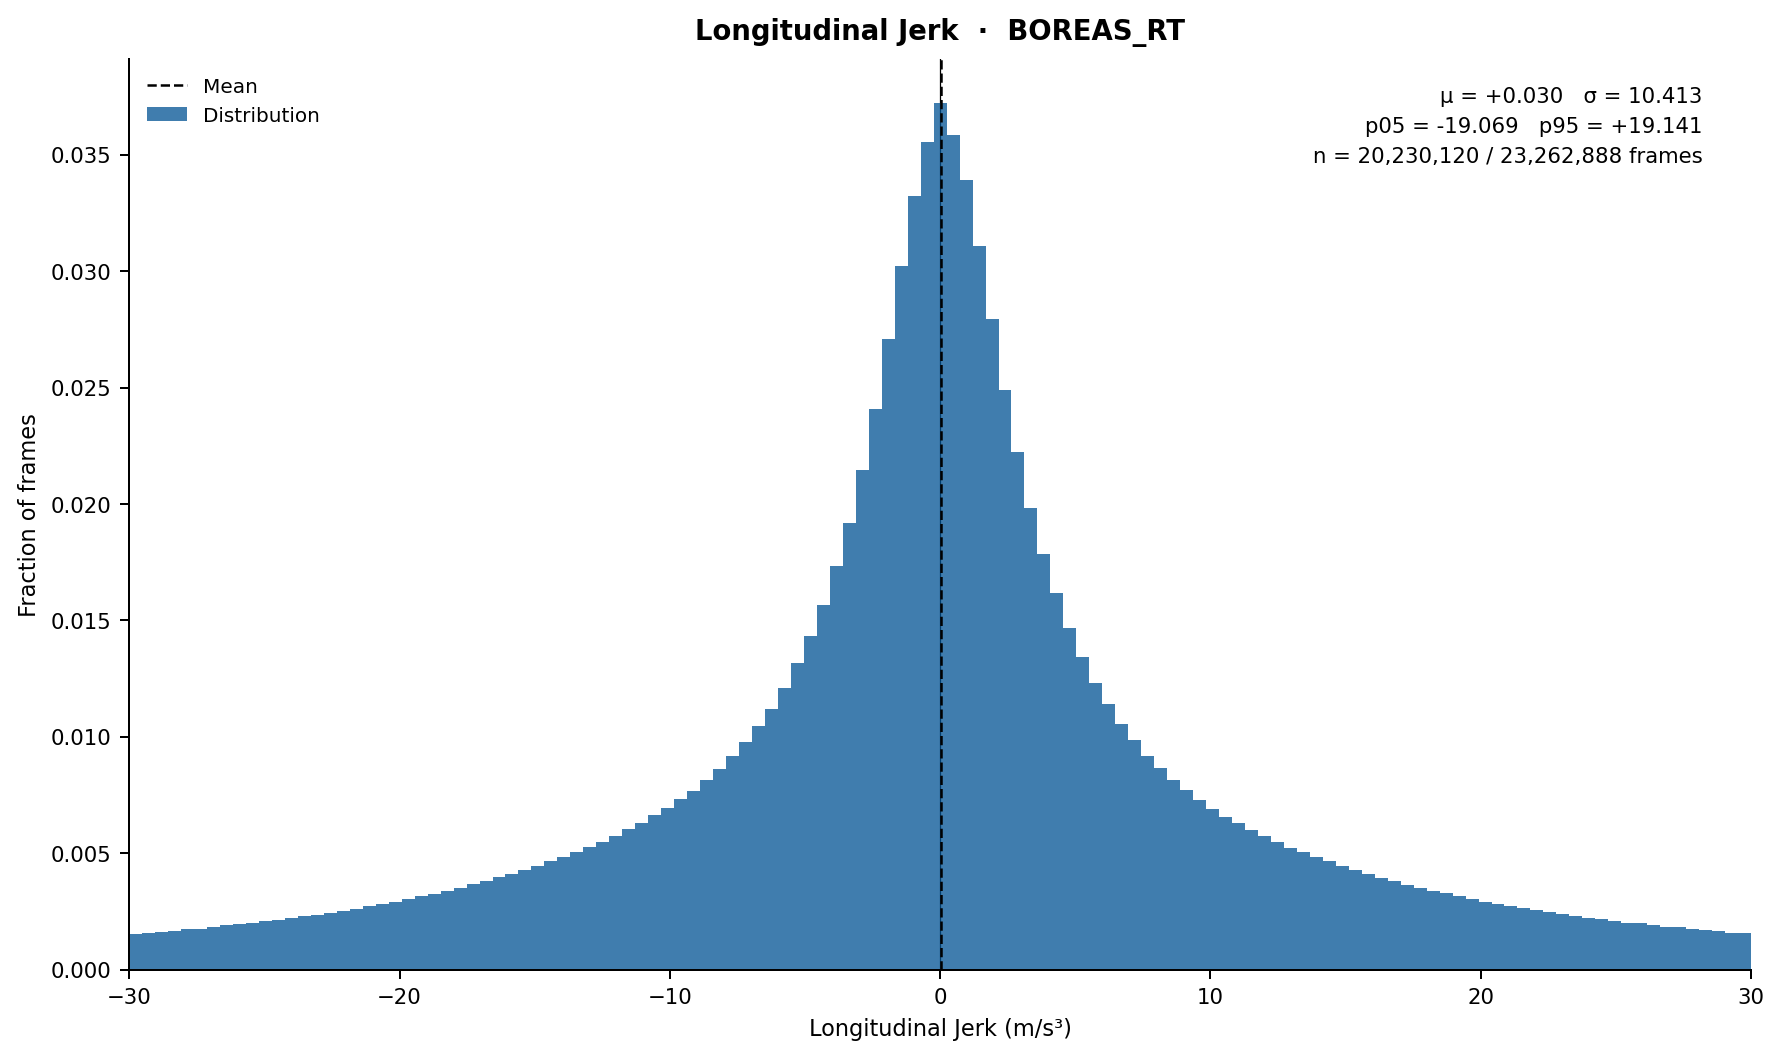 Longitudinal Jerk · BOREAS_RT
Mean
Distribution
μ = +0.030 σ = 10.413
p05 = -19.069 p95 = +19.141
n = 20,230,120 / 23,262,888 frames
Fraction of frames
0.035
0.030
0.025
0.020
0.015
0.010
0.005
0.000
−30 −20 −10 0 10 20 30
Longitudinal Jerk (m/s³)